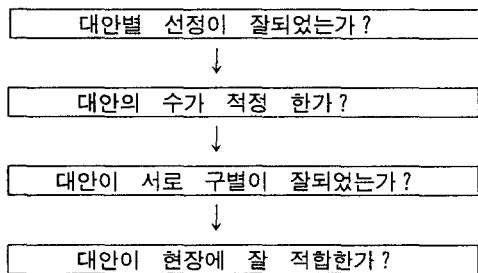 대안별 선정이 잘되었는가?
↓
대안의 수가 적정 한가?
↓
대안이 서로 구별이 잘되었는가?
↓
대안이 현장에 잘 적합한가?